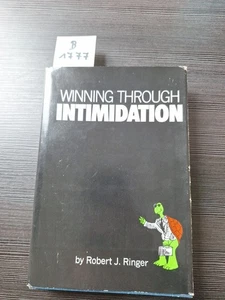 B
1777
WINNING THROUGH
INTIMIDATION
by Robert J. Ringer